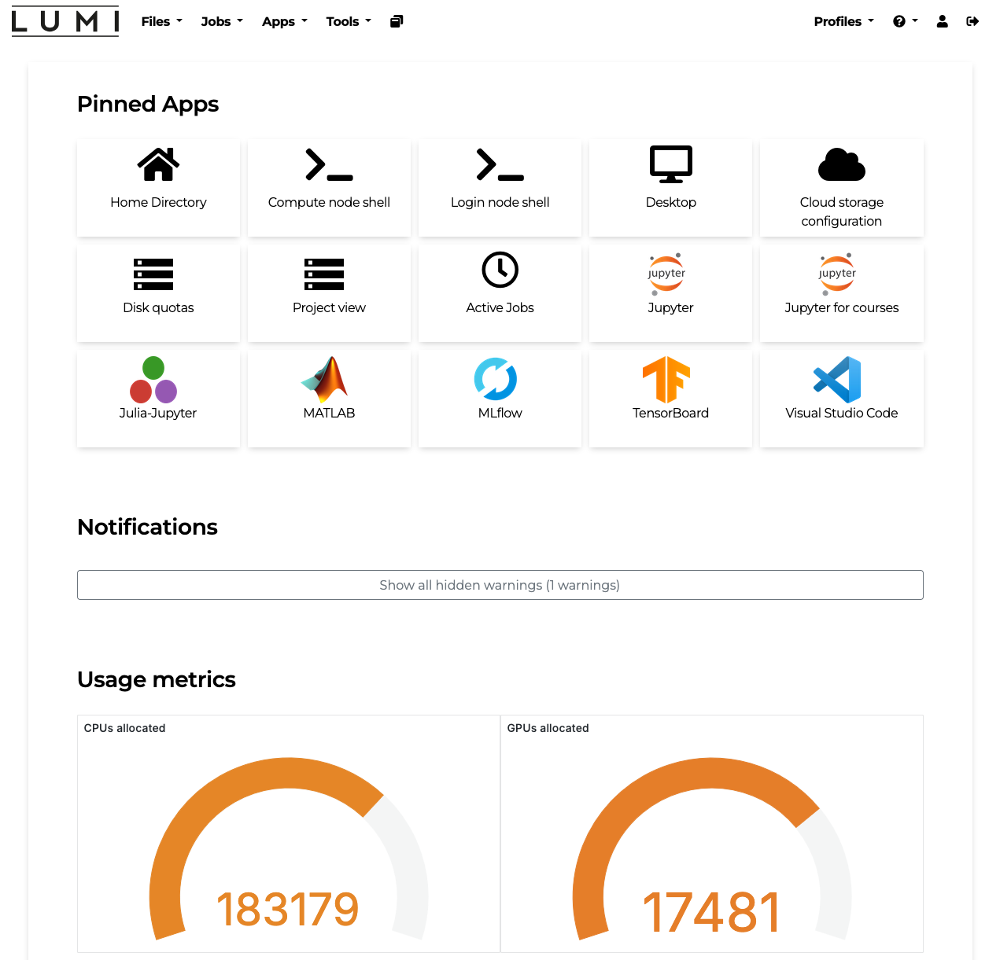 LUMI
Files
Jobs
Apps
Tools
Profiles
Pinned Apps
Home Directory
Compute node shell
Login node shell
Desktop
Cloud storage
configuration
Disk quotas
Project view
Active Jobs
jupyter
Jupyter
jupyter
Jupyter for courses
Julia-Jupyter
MATLAB
MLflow
TensorBoard
Visual Studio Code
Notifications
Show all hidden warnings (1 warnings)
Usage metrics
CPUs allocated
183179
GPUs allocated
17481